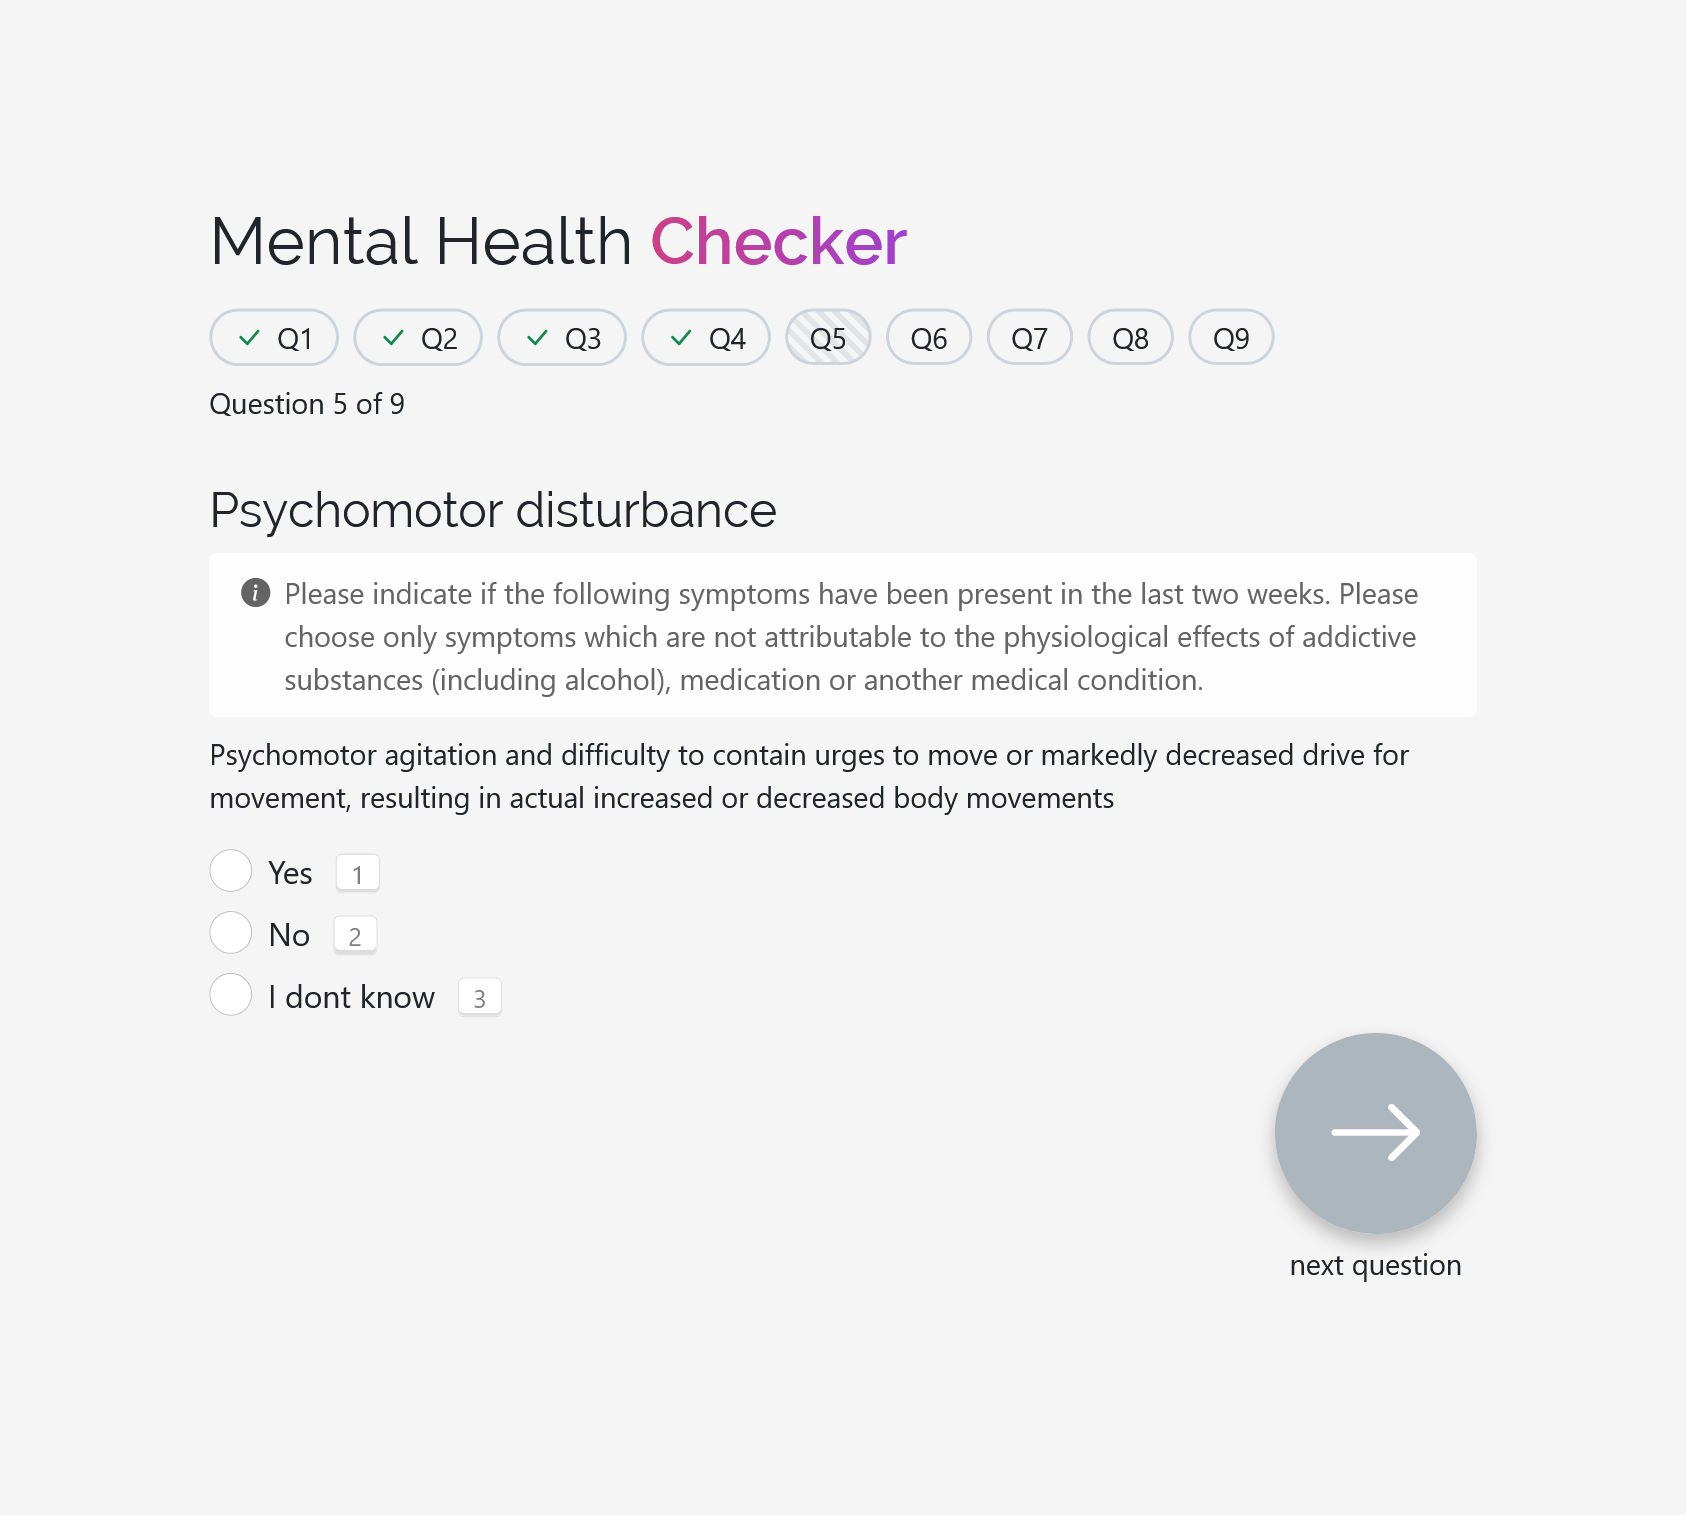 Mental Health Checker
Q1 Q2 Q3 Q4 Q5 Q6 Q7 Q8 Q9
Question 5 of 9
Psychomotor disturbance
Please indicate if the following symptoms have been present in the last two weeks. Please
choose only symptoms which are not attributable to the physiological effects of addictive
substances (including alcohol), medication or another medical condition.
Psychomotor agitation and difficulty to contain urges to move or markedly decreased drive for
movement, resulting in actual increased or decreased body movements
Yes 1
No 2
I dont know 3
next question